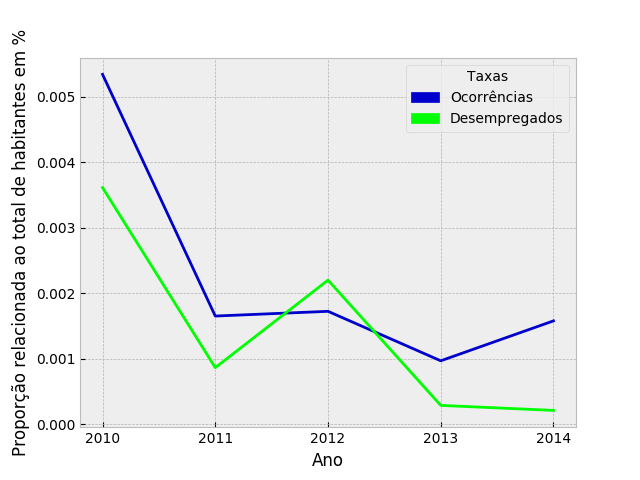 Proporção relacionada ao total de habitantes em %
0.005
0.004
0.003
0.002
0.001
0.000
Taxas
Ocorrências
Desempregados
2010 2011 2012 2013 2014
Ano